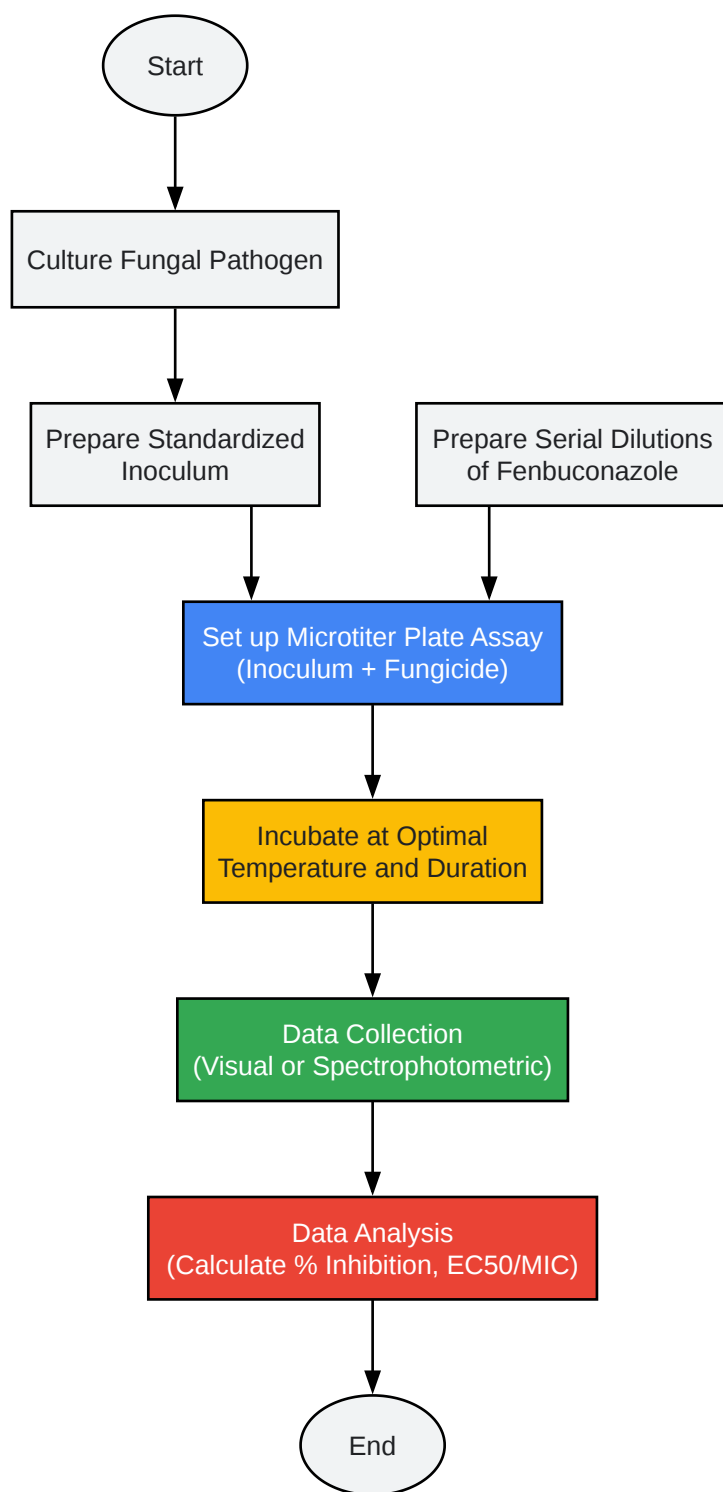 Start
Culture Fungal Pathogen
Prepare Standardized
Inoculum
Prepare Serial Dilutions
of Fenbuconazole
Set up Microtiter Plate Assay
(Inoculum + Fungicide)
Incubate at Optimal
Temperature and Duration
Data Collection
(Visual or Spectrophotometric)
Data Analysis
(Calculate % Inhibition, EC50/MIC)
End